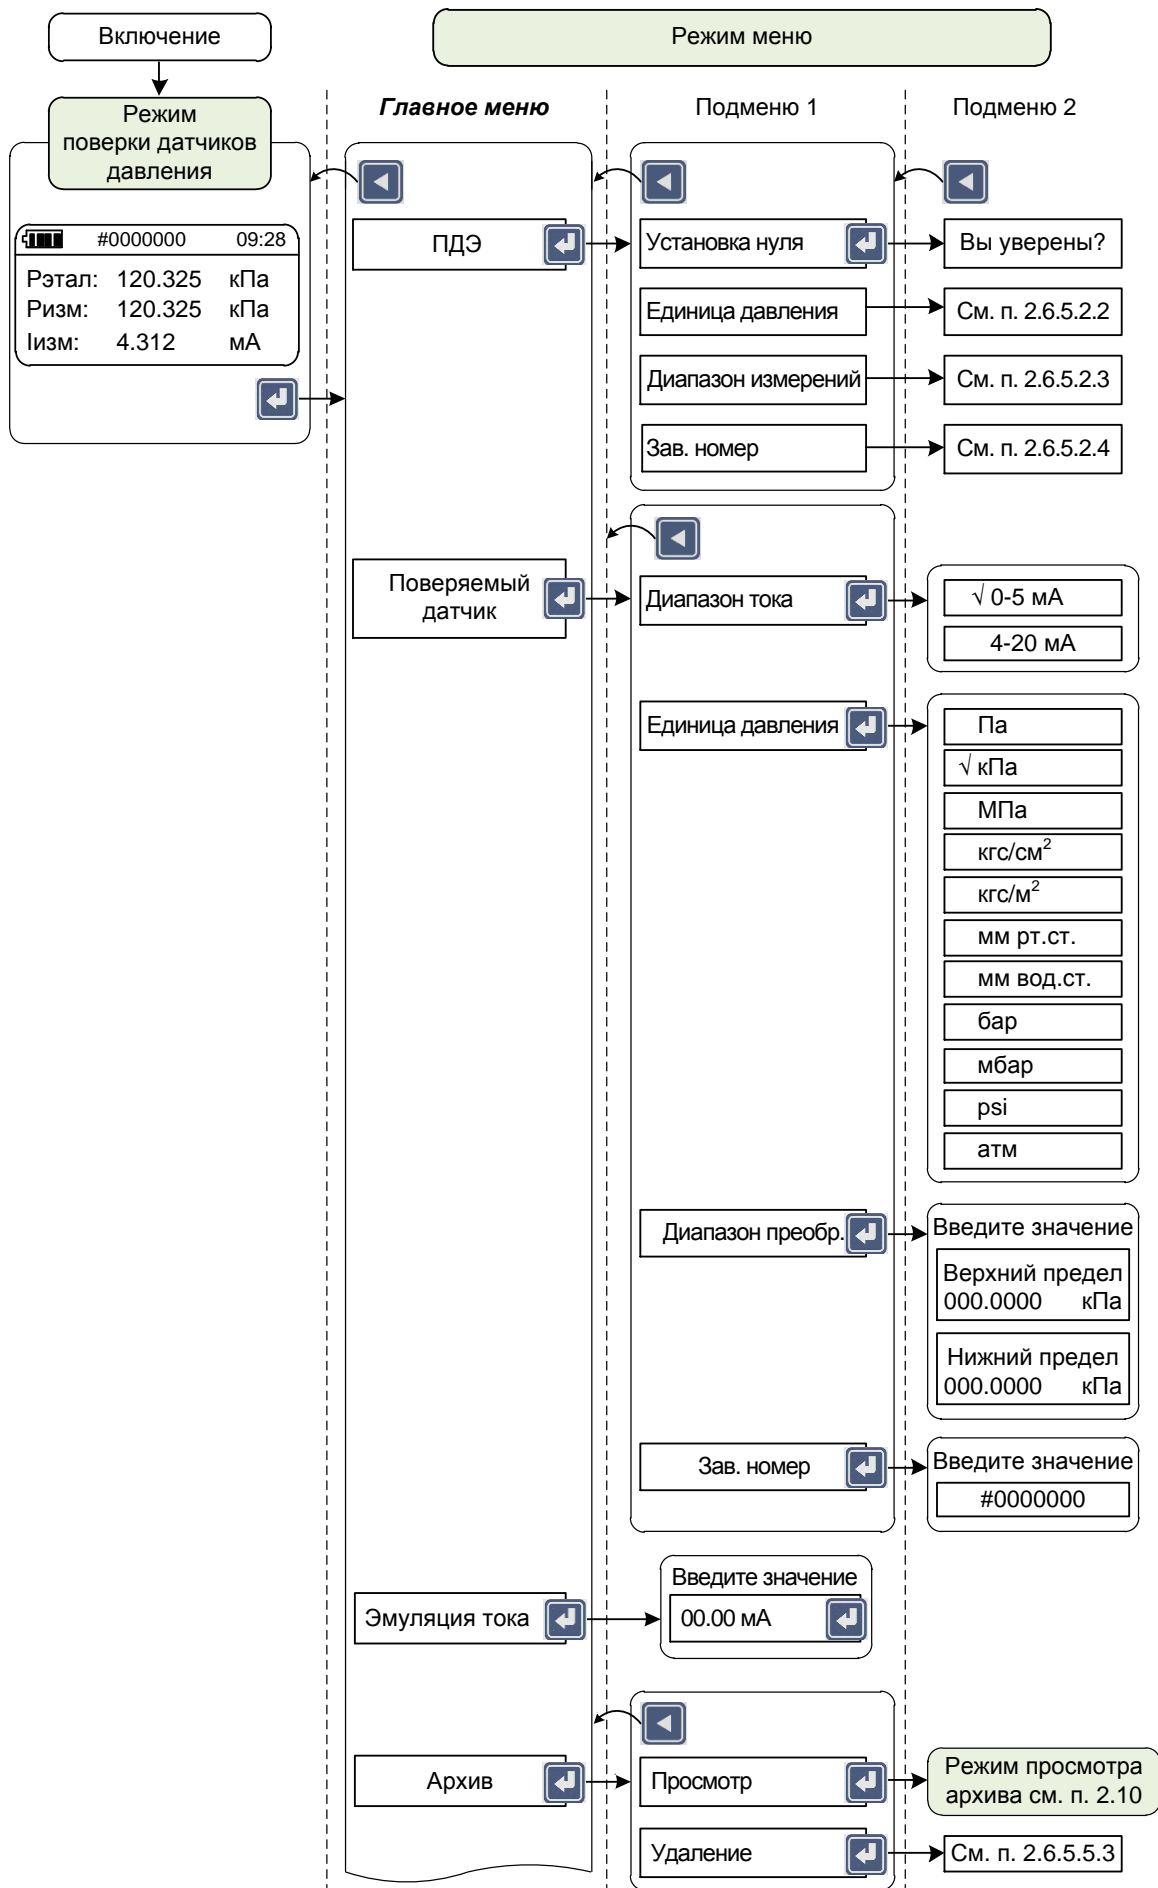 Включение
Режим меню
Режим
поверки датчиков
давления
Главное меню
Подменю 1
Подменю 2
#0000000 09:28
Рэтал: 120.325 кПа
Ризм: 120.325 кПа
Iизм: 4.312 мА
ПДЭ
Установка нуля
Вы уверены?
Единица давления
См. п. 2.6.5.2.2
Диапазон измерений
См. п. 2.6.5.2.3
Зав. номер
См. п. 2.6.5.2.4
Поверяемый
датчик
Диапазон тока
√ 0-5 мА
4-20 мА
Единица давления
Па
√ кПа
МПа
кгс/см²
кгс/м²
мм рт.ст.
мм вод.ст.
бар
мбар
psi
атм
Диапазон преобр.
Введите значение
Верхний предел
000.0000 кПа
Нижний предел
000.0000 кПа
Зав. номер
Введите значение
#0000000
Эмуляция тока
Введите значение
00.00 мА
Архив
Просмотр
Режим просмотра
архива см. п. 2.10
Удаление
См. п. 2.6.5.5.3